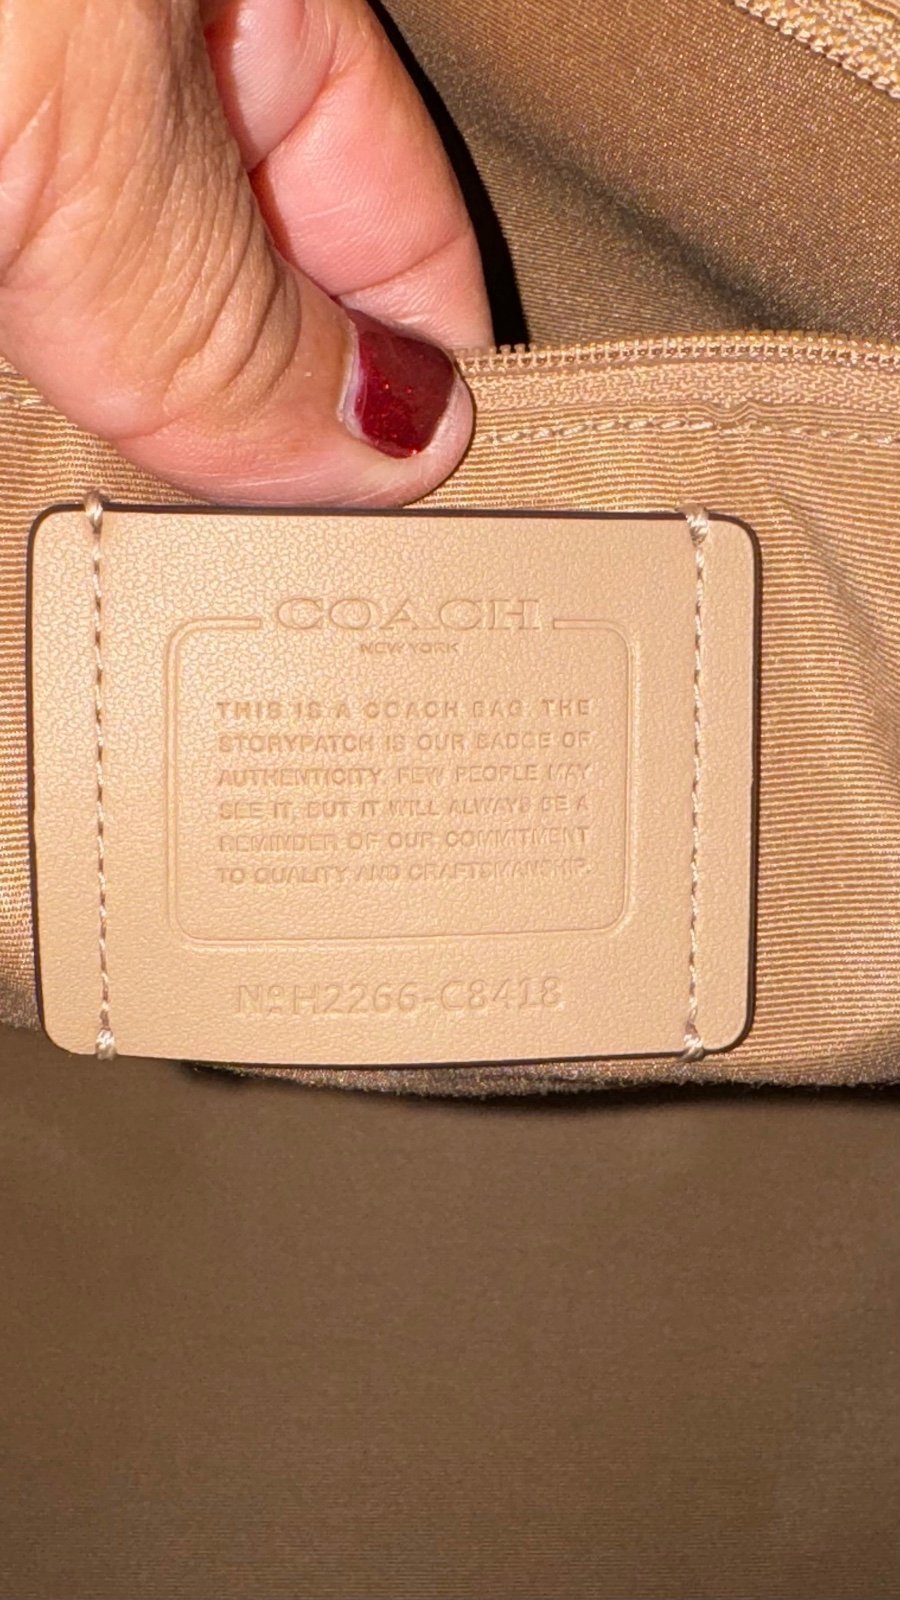 COACH
NEW YORK
THIS IS A COACH BAG. THE
STORYPATCH IS OUR BADGE OF
AUTHENTICITY. FEW PEOPLE MAY
SEE IT, BUT IT WILL ALWAYS BE A
REMINDER OF OUR COMMITMENT
TO QUALITY AND CRAFTSMANSHIP.
Nº H2266-C8418